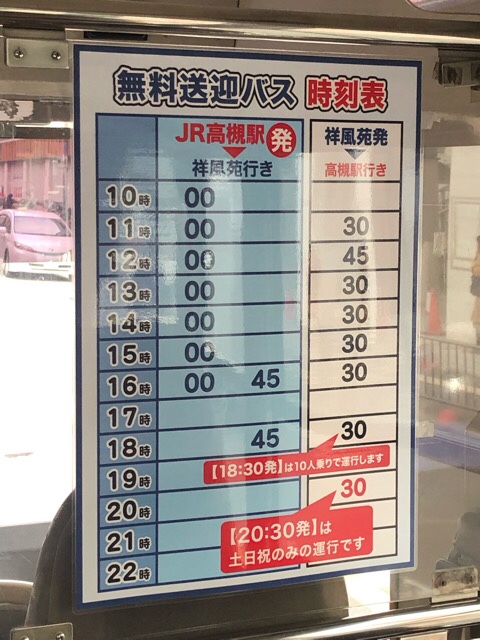 無料送迎バス 時刻表
JR高槻駅発
祥風苑行き
祥風苑発
高槻駅行き
10時 00
11時 00 30
12時 00 45
13時 00 30
14時 00 30
15時 00 30
16時 00 45 30
17時
18時 45 30
【18:30発】は10人乗りで運行します
19時
20時 30
【20:30発】は
土日祝のみの運行です
21時
22時